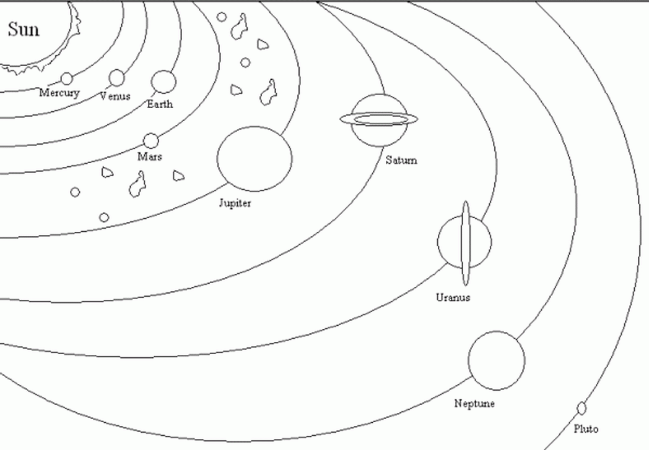 Sun
Mercury
Venus
Earth
Mars
Jupiter
Saturn
Uranus
Neptune
Pluto